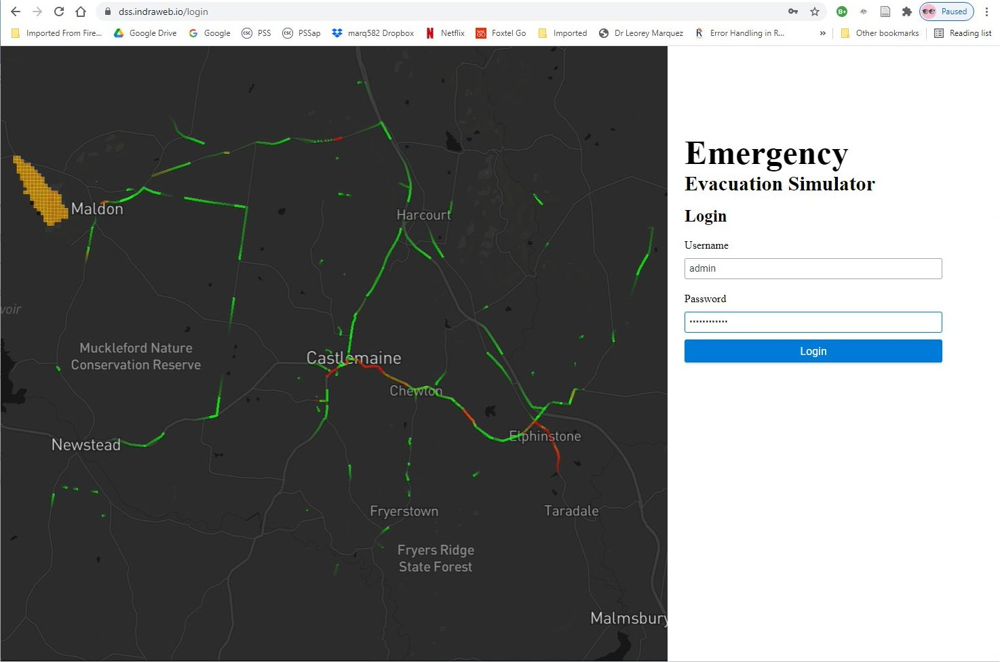 dss.indraweb.io/login
Paused
Imported From Fire...
Google Drive
Google
CSC PSS
CSC PSSap
marq582 Dropbox
Netflix
Foxtel Go
Imported
Dr Leorey Marquez
Error Handling in R...
»
Other bookmarks
Reading list
Emergency
Evacuation Simulator
Login
Username
admin
Password
••••••••••••
Login
Maldon
Harcourt
voir
Muckleford Nature
Conservation Reserve
Castlemaine
Chewton
Elphinstone
Newstead
Fryerstown
Taradale
Fryers Ridge
State Forest
Malmsbury